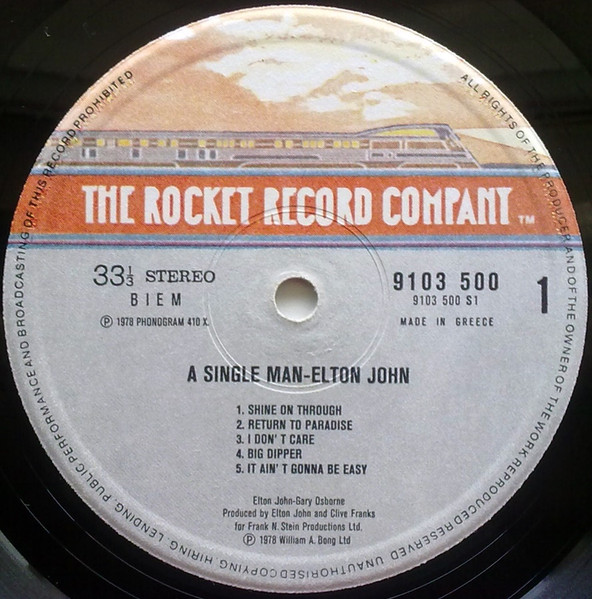 ALL RIGHTS OF THE PRODUCER AND OF THE OWNER OF THE WORK REPRODUCED RESERVED UNAUTHORISED COPYING HIRING, LENDING, PUBLIC PERFORMANCE AND BROADCASTING OF THIS RECORD PROHIBITED
THE ROCKET RECORD COMPANY TM
33⅓ STEREO
BIEM
℗ 1978 PHONOGRAM 410 X.
9103 500
9103 500 S1
MADE IN GREECE
1
A SINGLE MAN-ELTON JOHN
1. SHINE ON THROUGH
2. RETURN TO PARADISE
3. I DON'T CARE
4. BIG DIPPER
5. IT AIN'T GONNA BE EASY
Elton John-Gary Osborne
Produced by Elton John and Clive Franks
for Frank N. Stein Productions Ltd.
℗ 1978 William A. Bong Ltd